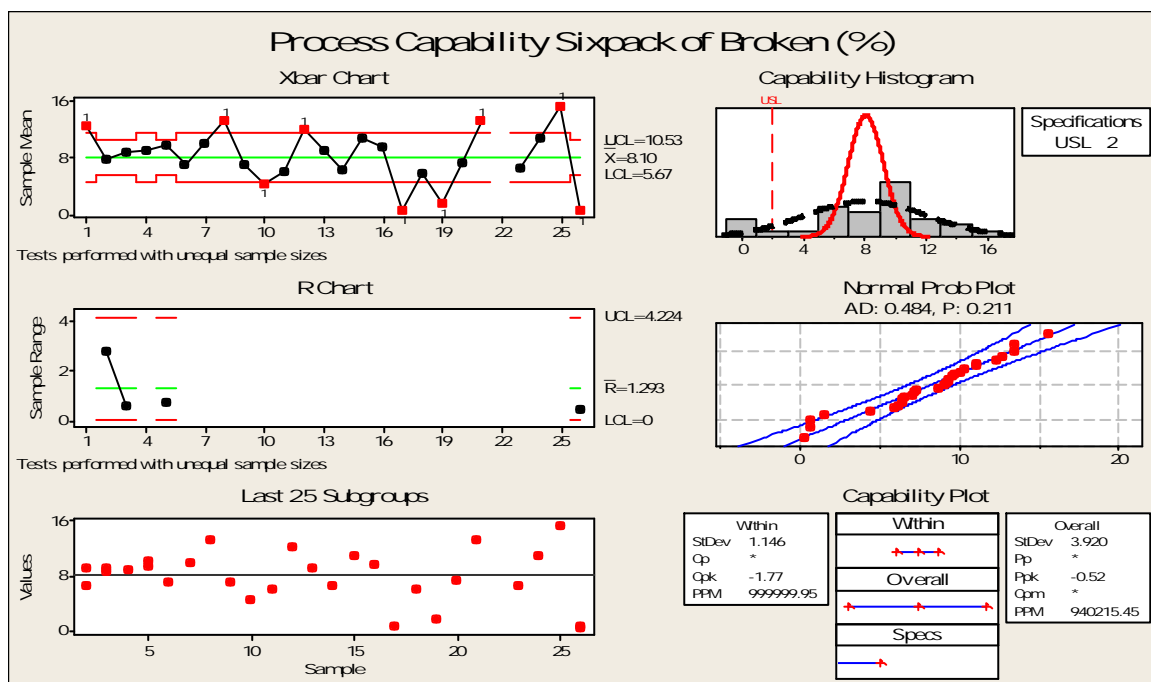 Process Capability Sixpack of Broken (%)
Xbar Chart
16
8
0
Sample Mean
1 4 7 10 13 16 19 22 25
1
1
1
1
1
1
1
1
1
UCL=10.53
X=8.10
LCL=5.67
Tests performed with unequal sample sizes
Capability Histogram
USL
0 4 8 12 16
Specifications
USL 2
R Chart
4
2
0
Sample Range
1 4 7 10 13 16 19 22 25
UCL=4.224
R=1.293
LCL=0
Tests performed with unequal sample sizes
Normal Prob Plot
AD: 0.484, P: 0.211
0 10 20
Last 25 Subgroups
16
8
0
Values
5 10 15 20 25
Sample
Capability Plot
Within
StDev 1.146
Cp *
Cpk -1.77
PPM 999999.95
Within
Overall
Specs
Overall
StDev 3.920
Pp *
Ppk -0.52
Cpm *
PPM 940215.45